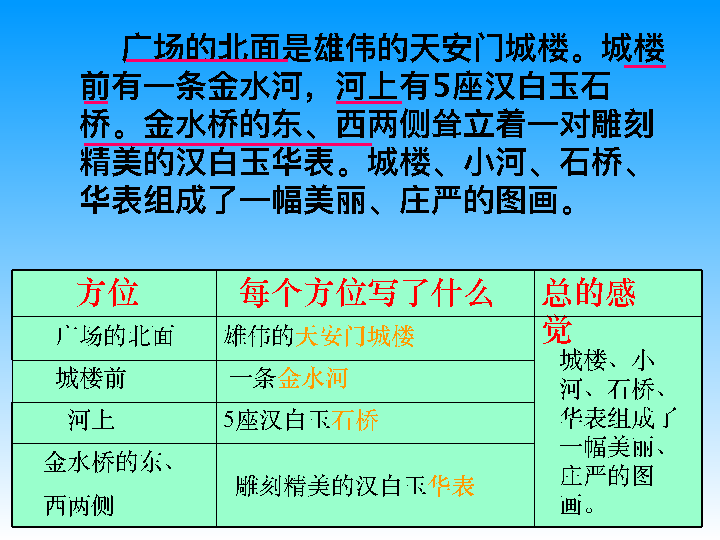 广场的北面是雄伟的天安门城楼。城楼
前有一条金水河，河上有5座汉白玉石
桥。金水桥的东、西两侧耸立着一对雕刻
精美的汉白玉华表。城楼、小河、石桥、
华表组成了一幅美丽、庄严的图画。
方位
每个方位写了什么
总的感
觉
广场的北面
雄伟的天安门城楼
城楼前
一条金水河
河上
5座汉白玉石桥
金水桥的东、
西两侧
雕刻精美的汉白玉华表
城楼、小
河、石桥、
华表组成了
一幅美丽、
庄严的图
画。